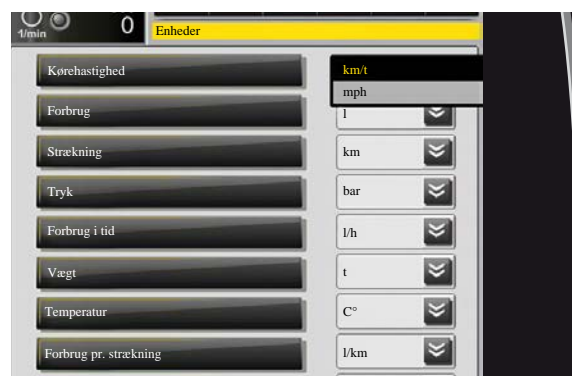 1/min
0
Enheder
Kørehastighed
km/t
mph
Forbrug
l
Strækning
km
Tryk
bar
Forbrug i tid
l/h
Vægt
t
Temperatur
C°
Forbrug pr. strækning
l/km